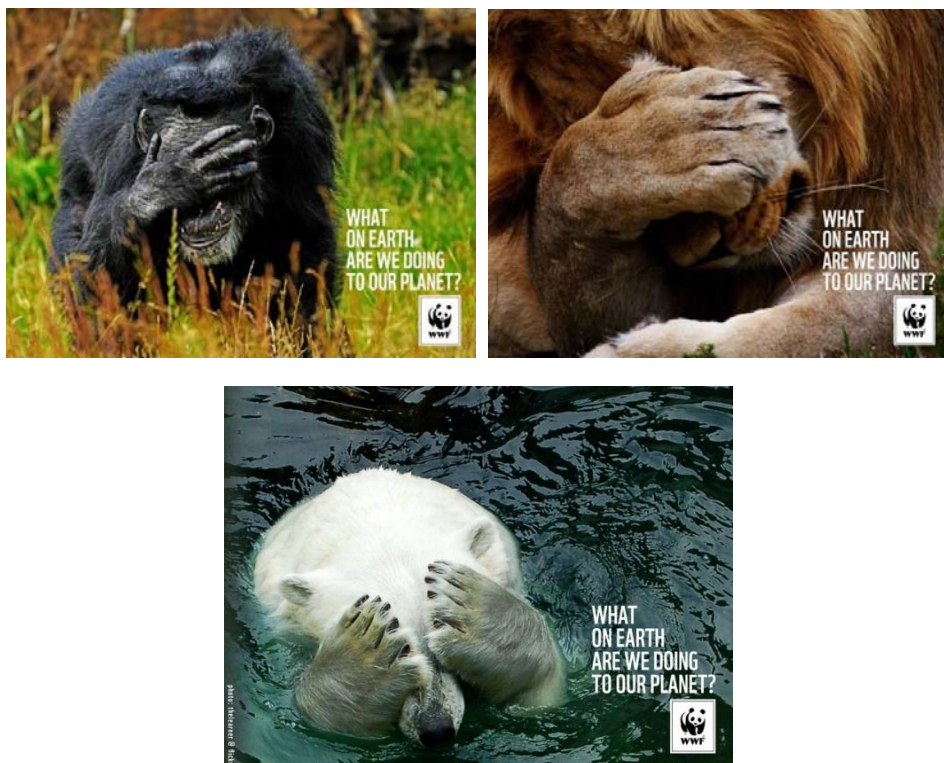 WHAT
ON EARTH
ARE WE DOING
TO OUR PLANET?
WWF
WHAT
ON EARTH
ARE WE DOING
TO OUR PLANET?
WWF
WHAT
ON EARTH
ARE WE DOING
TO OUR PLANET?
WWF
photo: